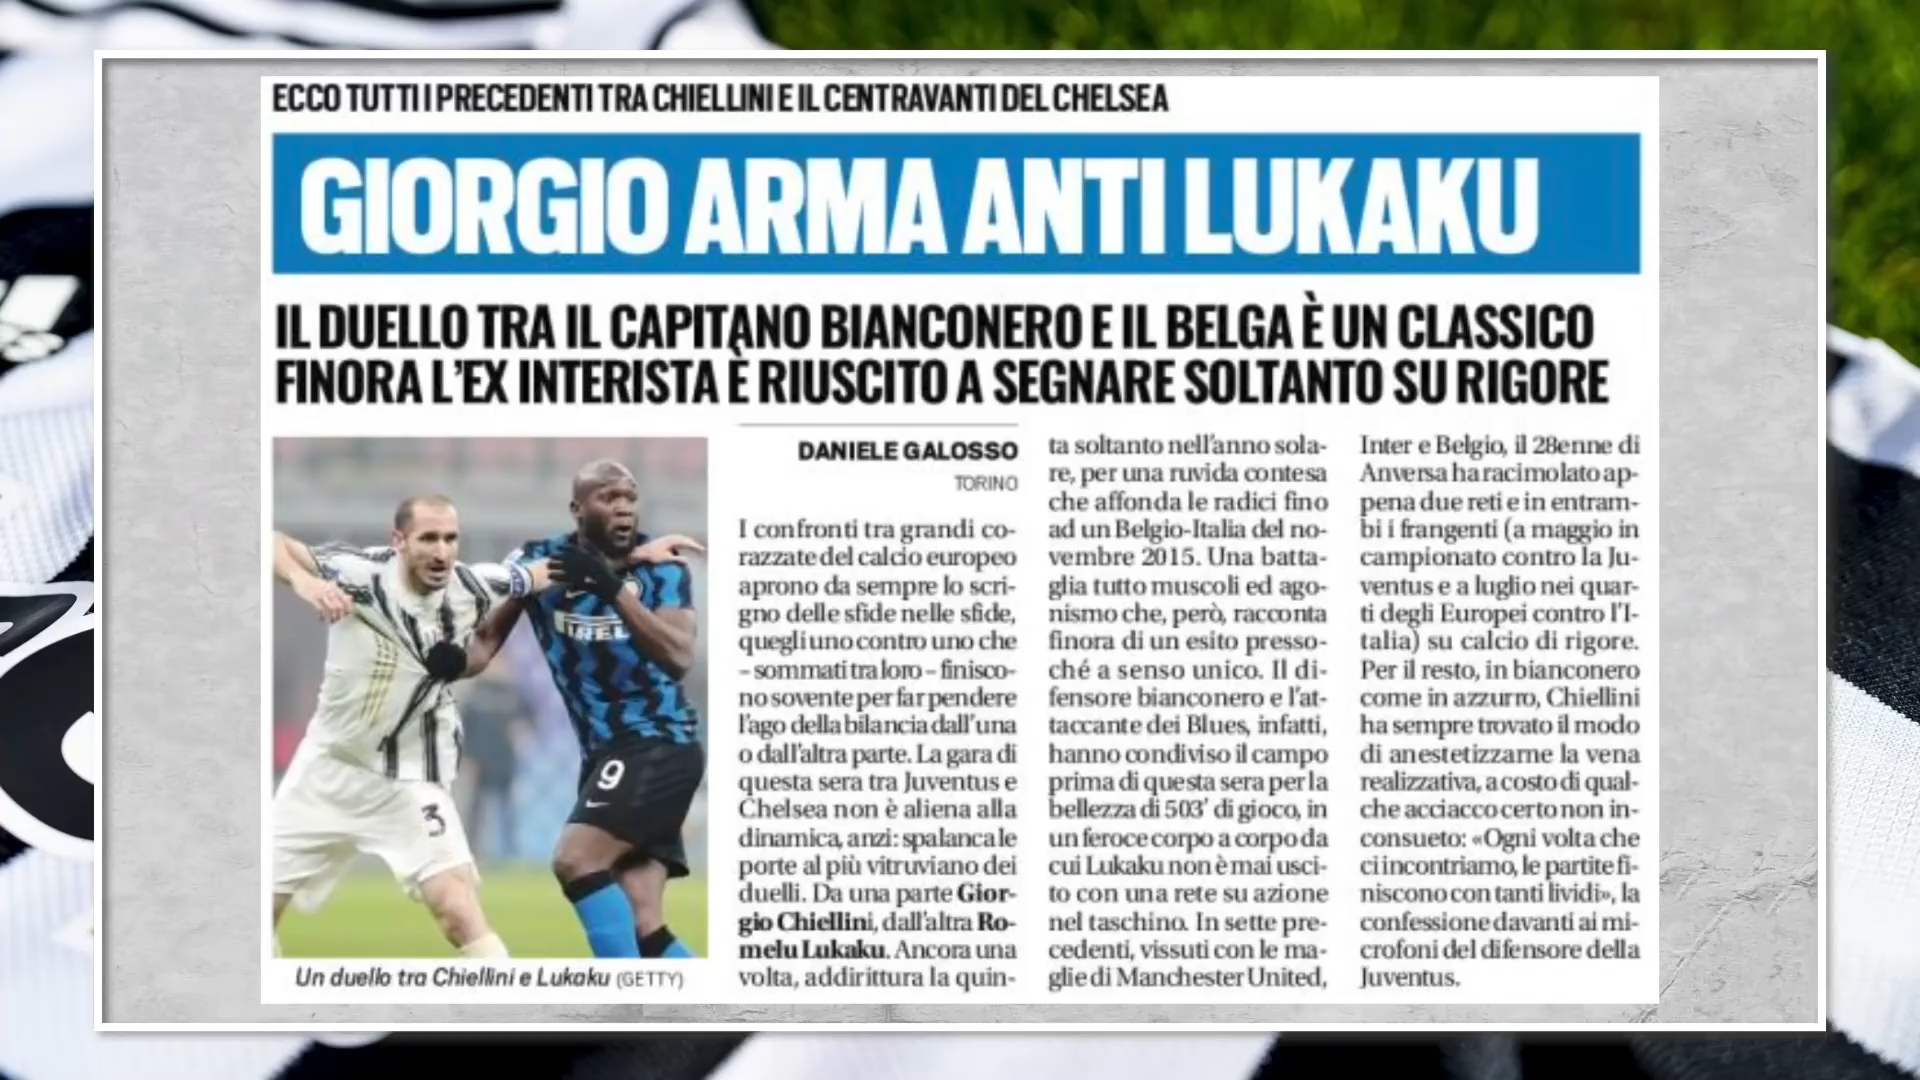 ECCO TUTTI I PRECEDENTI TRA CHIELLINI E IL CENTRAVANTI DEL CHELSEA
GIORGIO ARMA ANTI LUKAKU
IL DUELLO TRA IL CAPITANO BIANCONERO E IL BELGA È UN CLASSICO
FINORA L'EX INTERISTA È RIUSCITO A SEGNARE SOLTANTO SU RIGORE
PIREL
9
3
Un duello tra Chiellini e Lukaku (GETTY)
DANIELE GALOSSO
TORINO
I confronti tra grandi co-
razzate del calcio europeo
aprono da sempre lo scri-
gno delle sfide nelle sfide,
quegli uno contro uno che
– sommati tra loro – finisco-
no sovente per far pendere
l'ago della bilancia dall'una
o dall'altra parte. La gara di
questa sera tra Juventus e
Chelsea non è aliena alla
dinamica, anzi: spalanca le
porte al più vitruviano dei
duelli. Da una parte Gior-
gio Chiellini, dall'altra Ro-
melu Lukaku. Ancora una
volta, addirittura la quin-
ta soltanto nell'anno sola-
re, per una ruvida contesa
che affonda le radici fino
ad un Belgio-Italia del no-
vembre 2015. Una batta-
glia tutto muscoli ed ago-
nismo che, però, racconta
finora di un esito presso-
ché a senso unico. Il di-
fensore bianconero e l'at-
taccante dei Blues, infatti,
hanno condiviso il campo
prima di questa sera per la
bellezza di 503' di gioco, in
un feroce corpo a corpo da
cui Lukaku non è mai usci-
to con una rete su azione
nel taschino. In sette pre-
cedenti, vissuti con le ma-
glie di Manchester United,
Inter e Belgio, il 28enne di
Anversa ha racimolato ap-
pena due reti e in entram-
bi i frangenti (a maggio in
campionato contro la Ju-
ventus e a luglio nei quar-
ti degli Europei contro l'I-
talia) su calcio di rigore.
Per il resto, in bianconero
come in azzurro, Chiellini
ha sempre trovato il modo
di anestetizzarne la vena
realizzativa, a costo di qual-
che acciacco certo non in-
consueto: «Ogni volta che
ci incontriamo, le partite fi-
niscono con tanti lividi», la
confessione davanti ai mi-
crofoni del difensore della
Juventus.